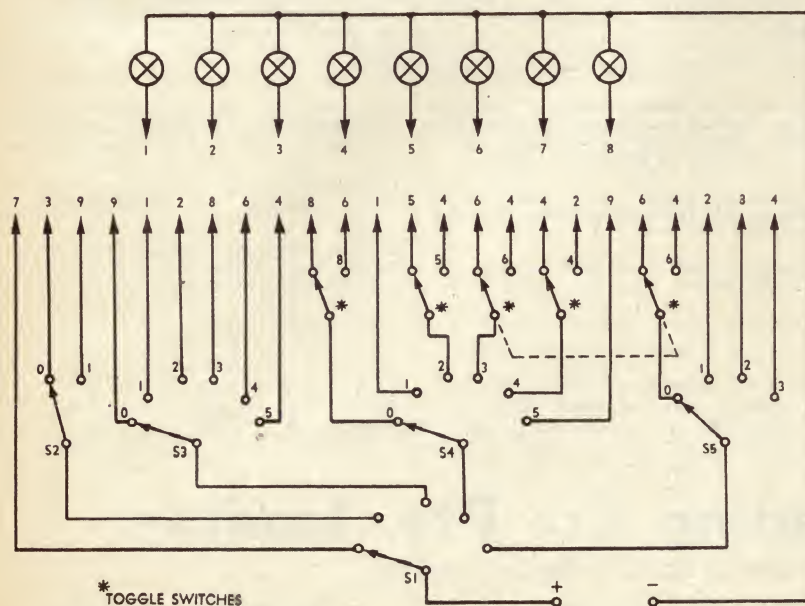 1 2 3 4 5 6 7 8
7 3 9 9 1 2 8 6 4 8 6 1 5 4 6 4 4 2 9 6 4 2 3 4
8 5 6 4 6
* * * *
0 1 2 3 2 3 1 2
1 4 1 4 0 3
0 5 0 5
S2 S3 S4 S5
S1
* TOGGLE SWITCHES
+ −